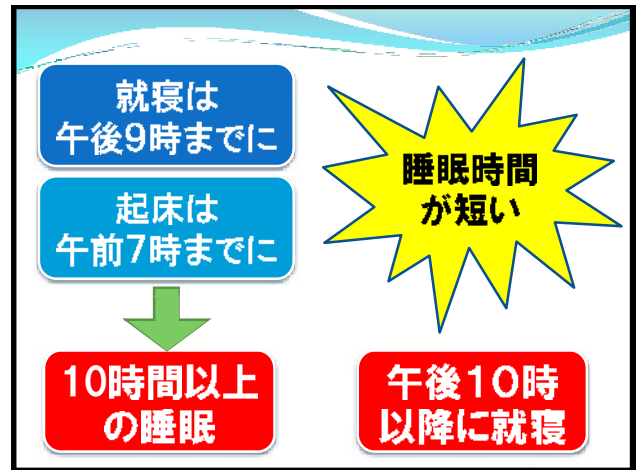 就寝は
午後9時までに
起床は
午前7時までに
10時間以上
の睡眠
睡眠時間
が短い
午後１０時
以降に就寝